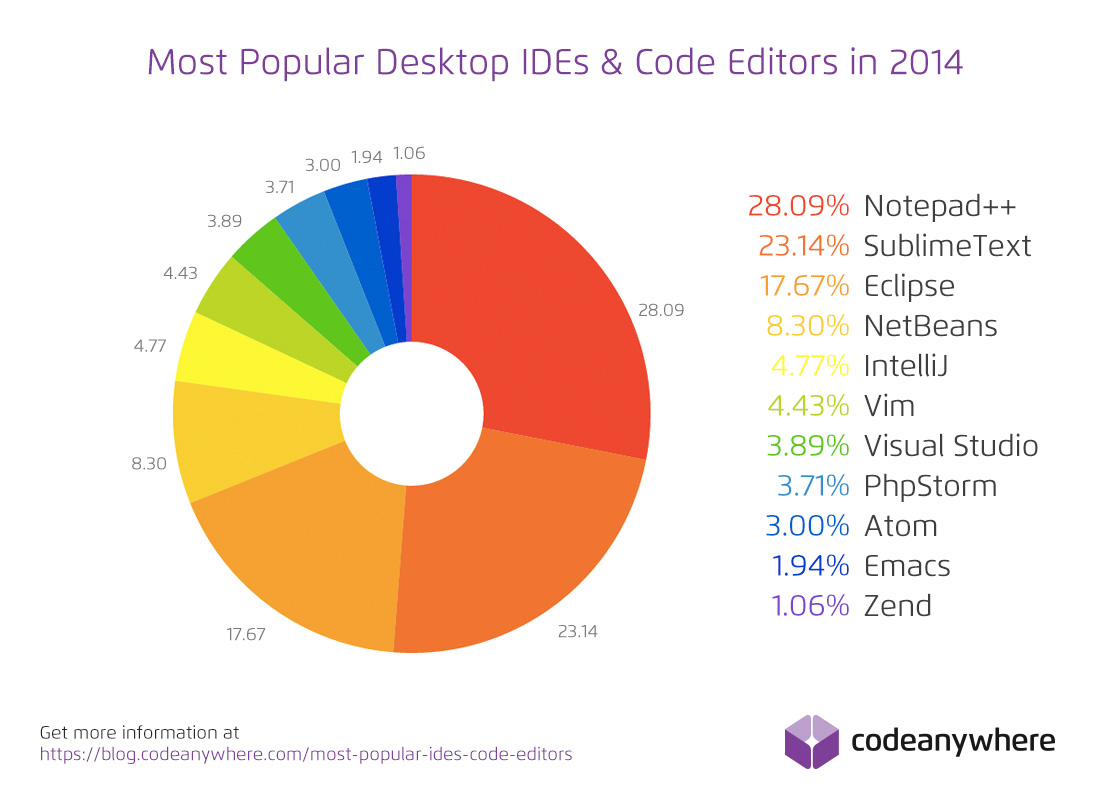 Most Popular Desktop IDEs & Code Editors in 2014
1.06
1.94
3.00
3.71
3.89
4.43
4.77
8.30
17.67
23.14
28.09
28.09% Notepad++
23.14% SublimeText
17.67% Eclipse
8.30% NetBeans
4.77% IntelliJ
4.43% Vim
3.89% Visual Studio
3.71% PhpStorm
3.00% Atom
1.94% Emacs
1.06% Zend
Get more information at
https://blog.codeanywhere.com/most-popular-ides-code-editors
codeanywhere